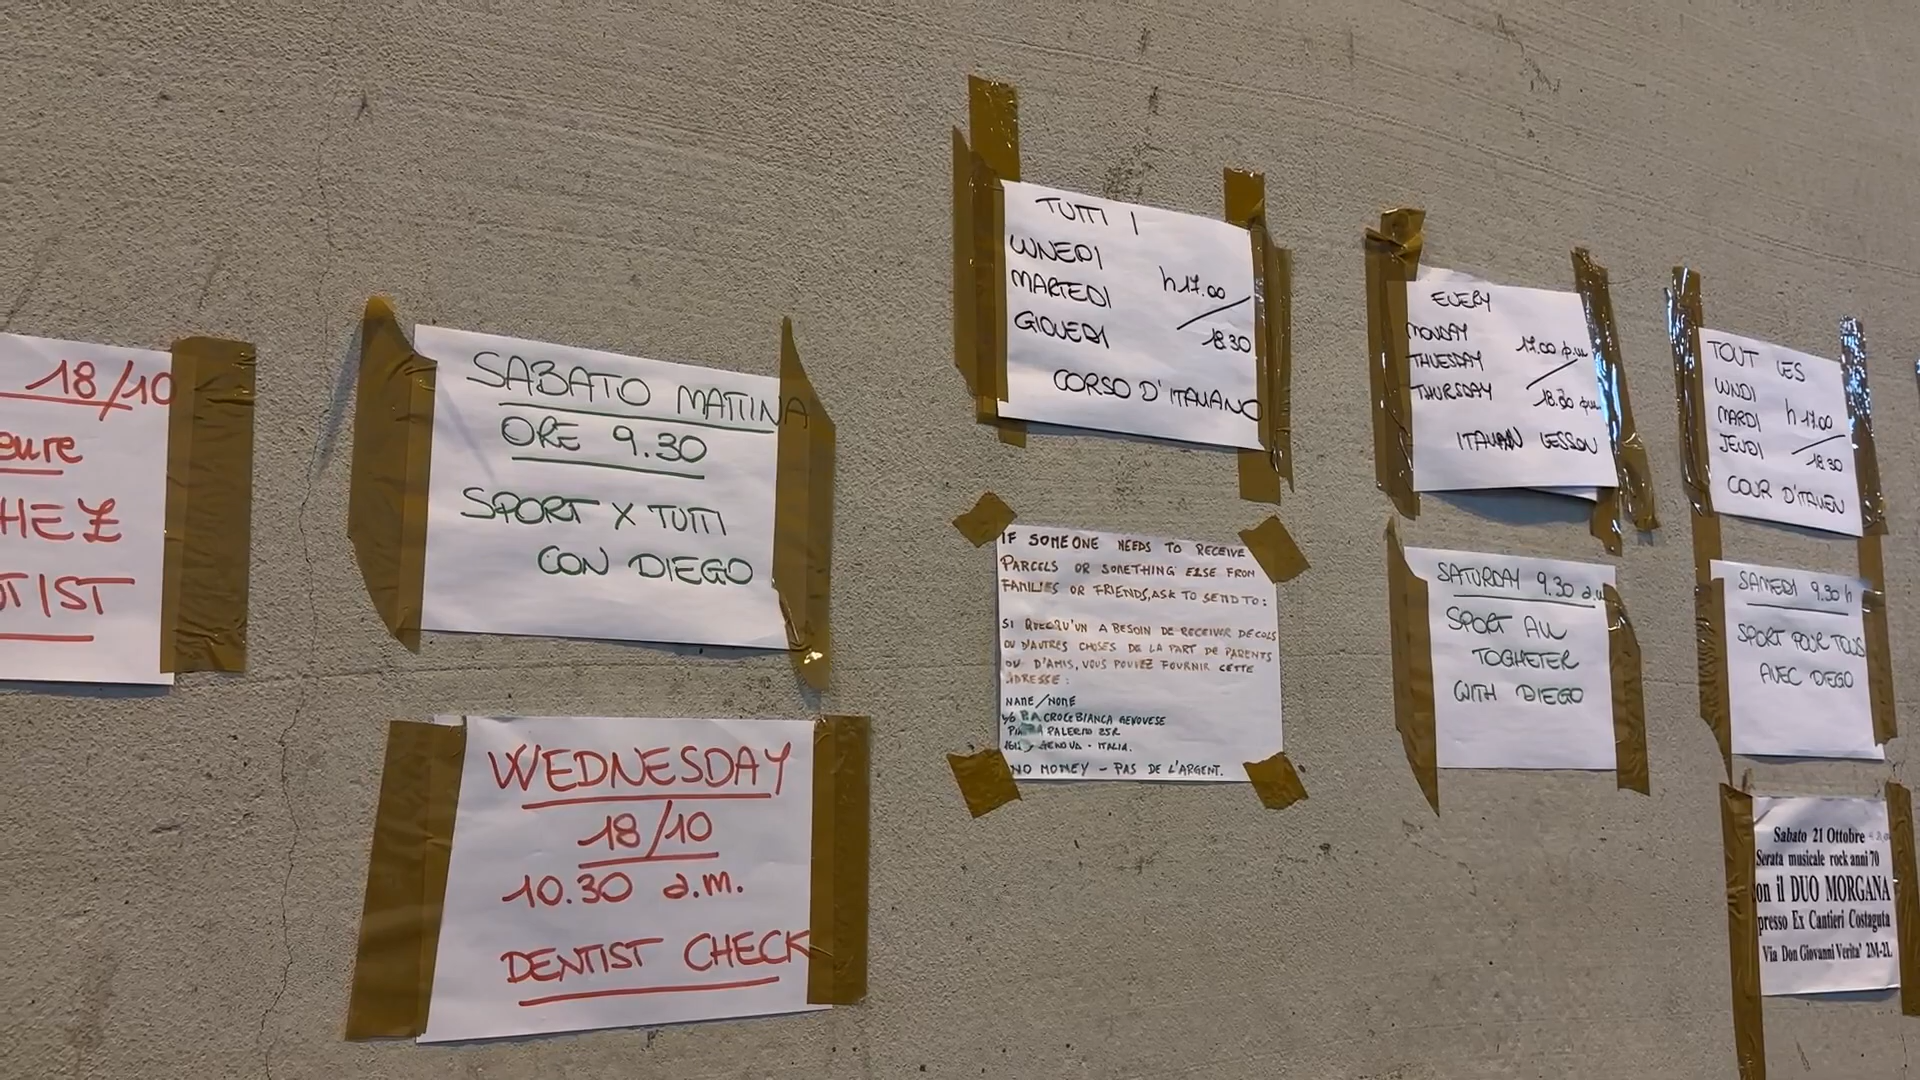 18/10
eure
HEZ
TIST
SABATO MATTINA
ORE 9.30
SPORT X TUTTI
CON DIEGO
WEDNESDAY
18/10
10.30 a.m.
DENTIST CHECK
TUTTI I
LUNEDI
MARTEDI
GIOVEDI
h 17.00
18.30
CORSO D'ITALIANO
IF SOMEONE NEEDS TO RECEIVE
PARCELS OR SOMETHING ELSE FROM
FAMILIES OR FRIENDS, ASK TO SEND TO:
SI QUELQU'UN A BESOIN DE RECEVOIR DE COLS
OU D'AUTRES CHOSES DE LA PART DE PARENTS
OU D'AMIS, VOUS POUVEZ FOURNIR CETTE
ADRESSE:
NAME/NONE
C/O P.A. CROCE BIANCA GENOVESE
PALERMO 25R
GENOVA - ITALIA.
NO MONEY - PAS DE L'ARGENT.
EVERY
MONDAY
THUESDAY
THURSDAY
17.00 p.m
18.30 p.m
ITALIAN LESSON
SATURDAY 9.30 a.m
SPORT ALL
TOGHETER
WITH DIEGO
TOUT LES
LUNDI
MARDI
JEUDI
h 17.00
18.30
COUR D'ITALIEN
SAMEDI 9.30 h
SPORT POUR TOUS
AVEC DIEGO
Sabato 21 Ottobre
Serata musicale rock anni 70
con il DUO MORGANA
presso Ex Cantieri Costaguta
Via Don Giovanni Verita' 2M-2L